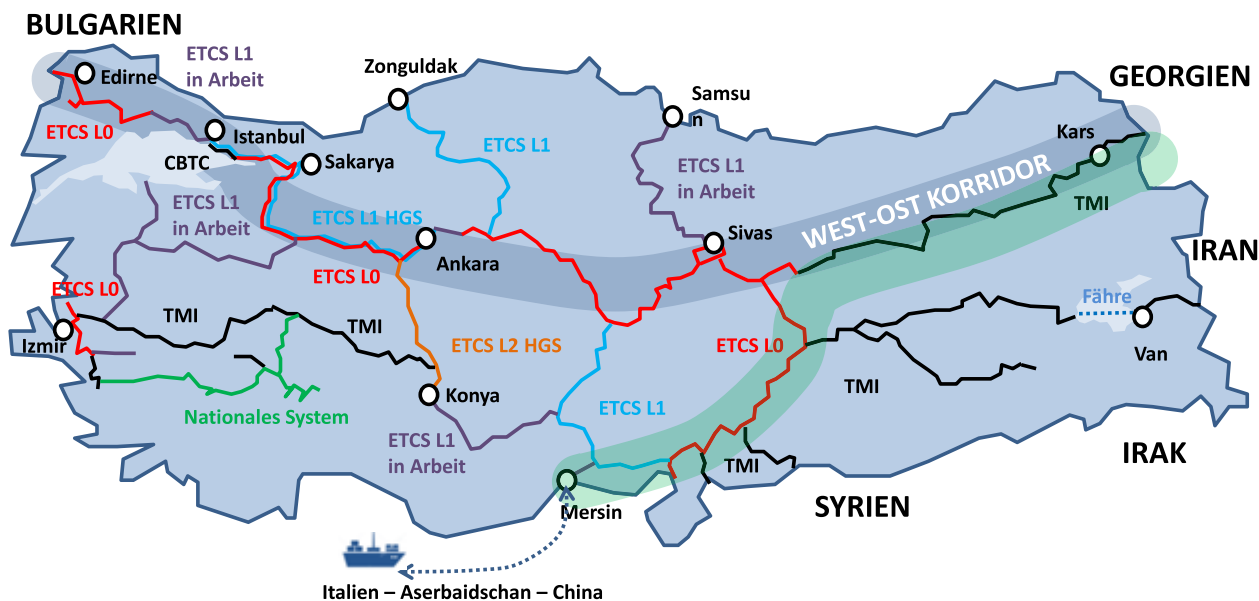 BULGARIEN
ETCS L1
in Arbeit
Zonguldak
Edirne
GEORGIEN
Samsu
n
ETCS L0
Istanbul
Kars
CBTC
Sakarya
ETCS L1
ETCS L1
in Arbeit
WEST-OST KORRIDOR
TMI
ETCS L1
in Arbeit
ETCS L1 HGS
Sivas
IRAN
Ankara
ETCS L0
ETCS L0
Fähre
TMI
TMI
Izmir
ETCS L2 HGS
ETCS L0
Van
TMI
Konya
Nationales System
ETCS L1
ETCS L1
in Arbeit
TMI
IRAK
Mersin
SYRIEN
Italien – Aserbaidschan – China